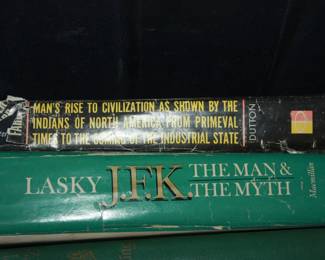 MAN'S RISE TO CIVILIZATION AS SHOWN BY THE
INDIANS OF NORTH AMERICA FROM PRIMEVAL
TIMES TO THE COMING OF THE INDUSTRIAL STATE
DUTTON
LASKY J.F.K. THE MAN &
THE MYTH
Macmillan